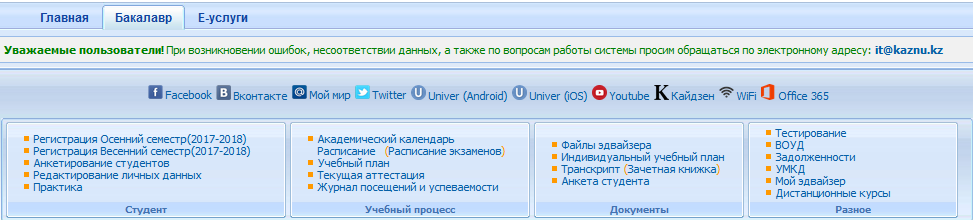 Главная Бакалавр Е-услуги
Уважаемые пользователи! При возникновении ошибок, несоответствии данных, а также по вопросам работы системы просим обращаться по электронному адресу: it@kaznu.kz
Facebook Вконтакте Мой мир Twitter Univer (Android) Univer (iOS) Youtube Кайдзен WiFi Office 365
Регистрация Осенний семестр(2017-2018)
Регистрация Весенний семестр(2017-2018)
Анкетирование студентов
Редактирование личных данных
Практика
Студент
Академический календарь
Расписание (Расписание экзаменов)
Учебный план
Текущая аттестация
Журнал посещений и успеваемости
Учебный процесс
Файлы эдвайзера
Индивидуальный учебный план
Транскрипт (Зачетная книжка)
Анкета студента
Документы
Тестирование
ВОУД
Задолженности
УМКД
Мой эдвайзер
Дистанционные курсы
Разное